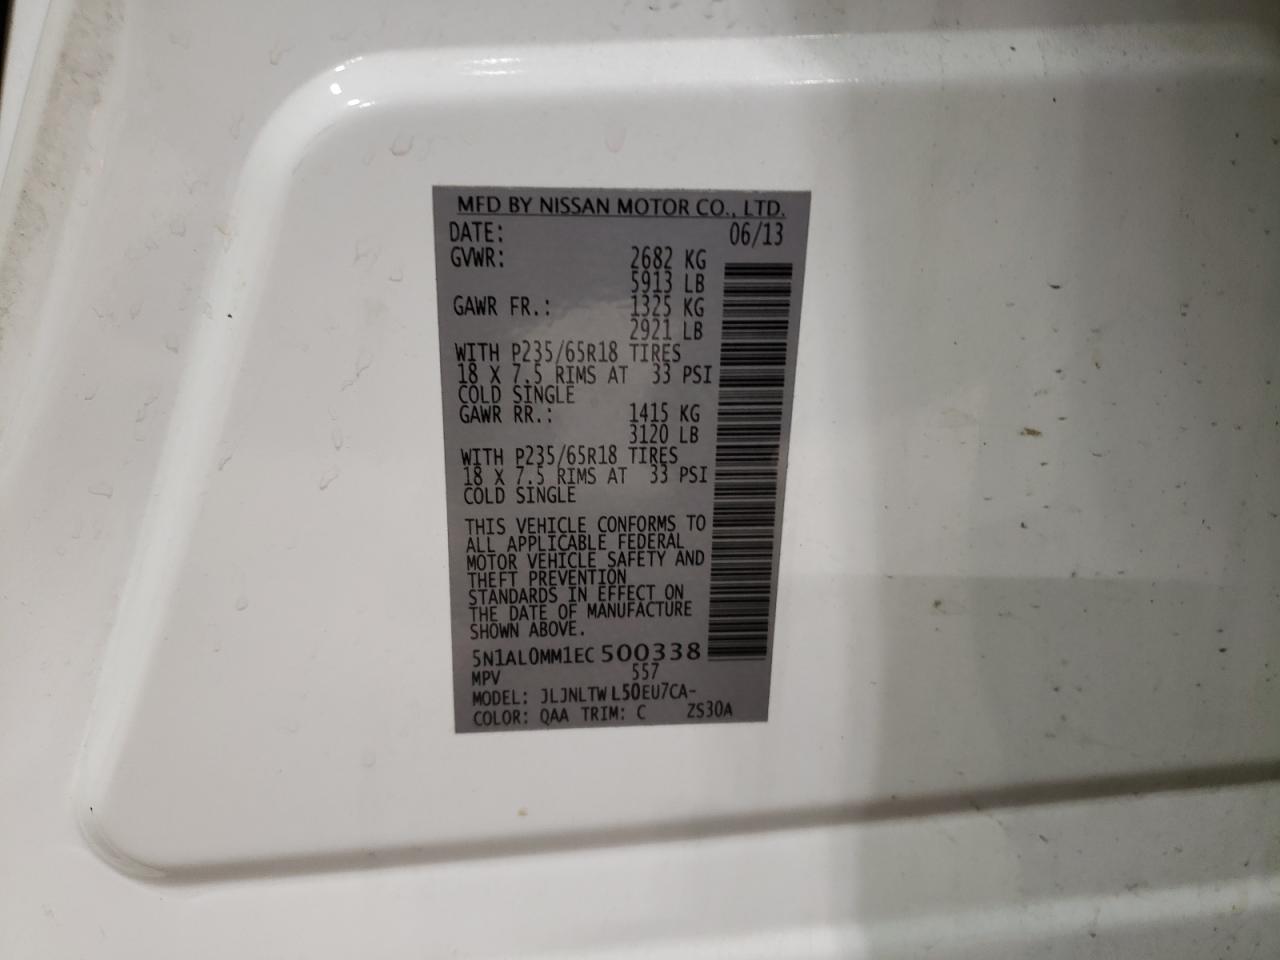 MFD BY NISSAN MOTOR CO., LTD.
DATE: 06/13
GVWR: 2682 KG
5913 LB
GAWR FR.: 1325 KG
2921 LB
WITH P235/65R18 TIRES
18 X 7.5 RIMS AT 33 PSI
COLD SINGLE
GAWR RR.: 1415 KG
3120 LB
WITH P235/65R18 TIRES
18 X 7.5 RIMS AT 33 PSI
COLD SINGLE
THIS VEHICLE CONFORMS TO
ALL APPLICABLE FEDERAL
MOTOR VEHICLE SAFETY AND
THEFT PREVENTION
STANDARDS IN EFFECT ON
THE DATE OF MANUFACTURE
SHOWN ABOVE.
5N1AL0MM1EC500338
MPV 557
MODEL: JLJNLTWL50EU7CA-
COLOR: QAA TRIM: C ZS30A